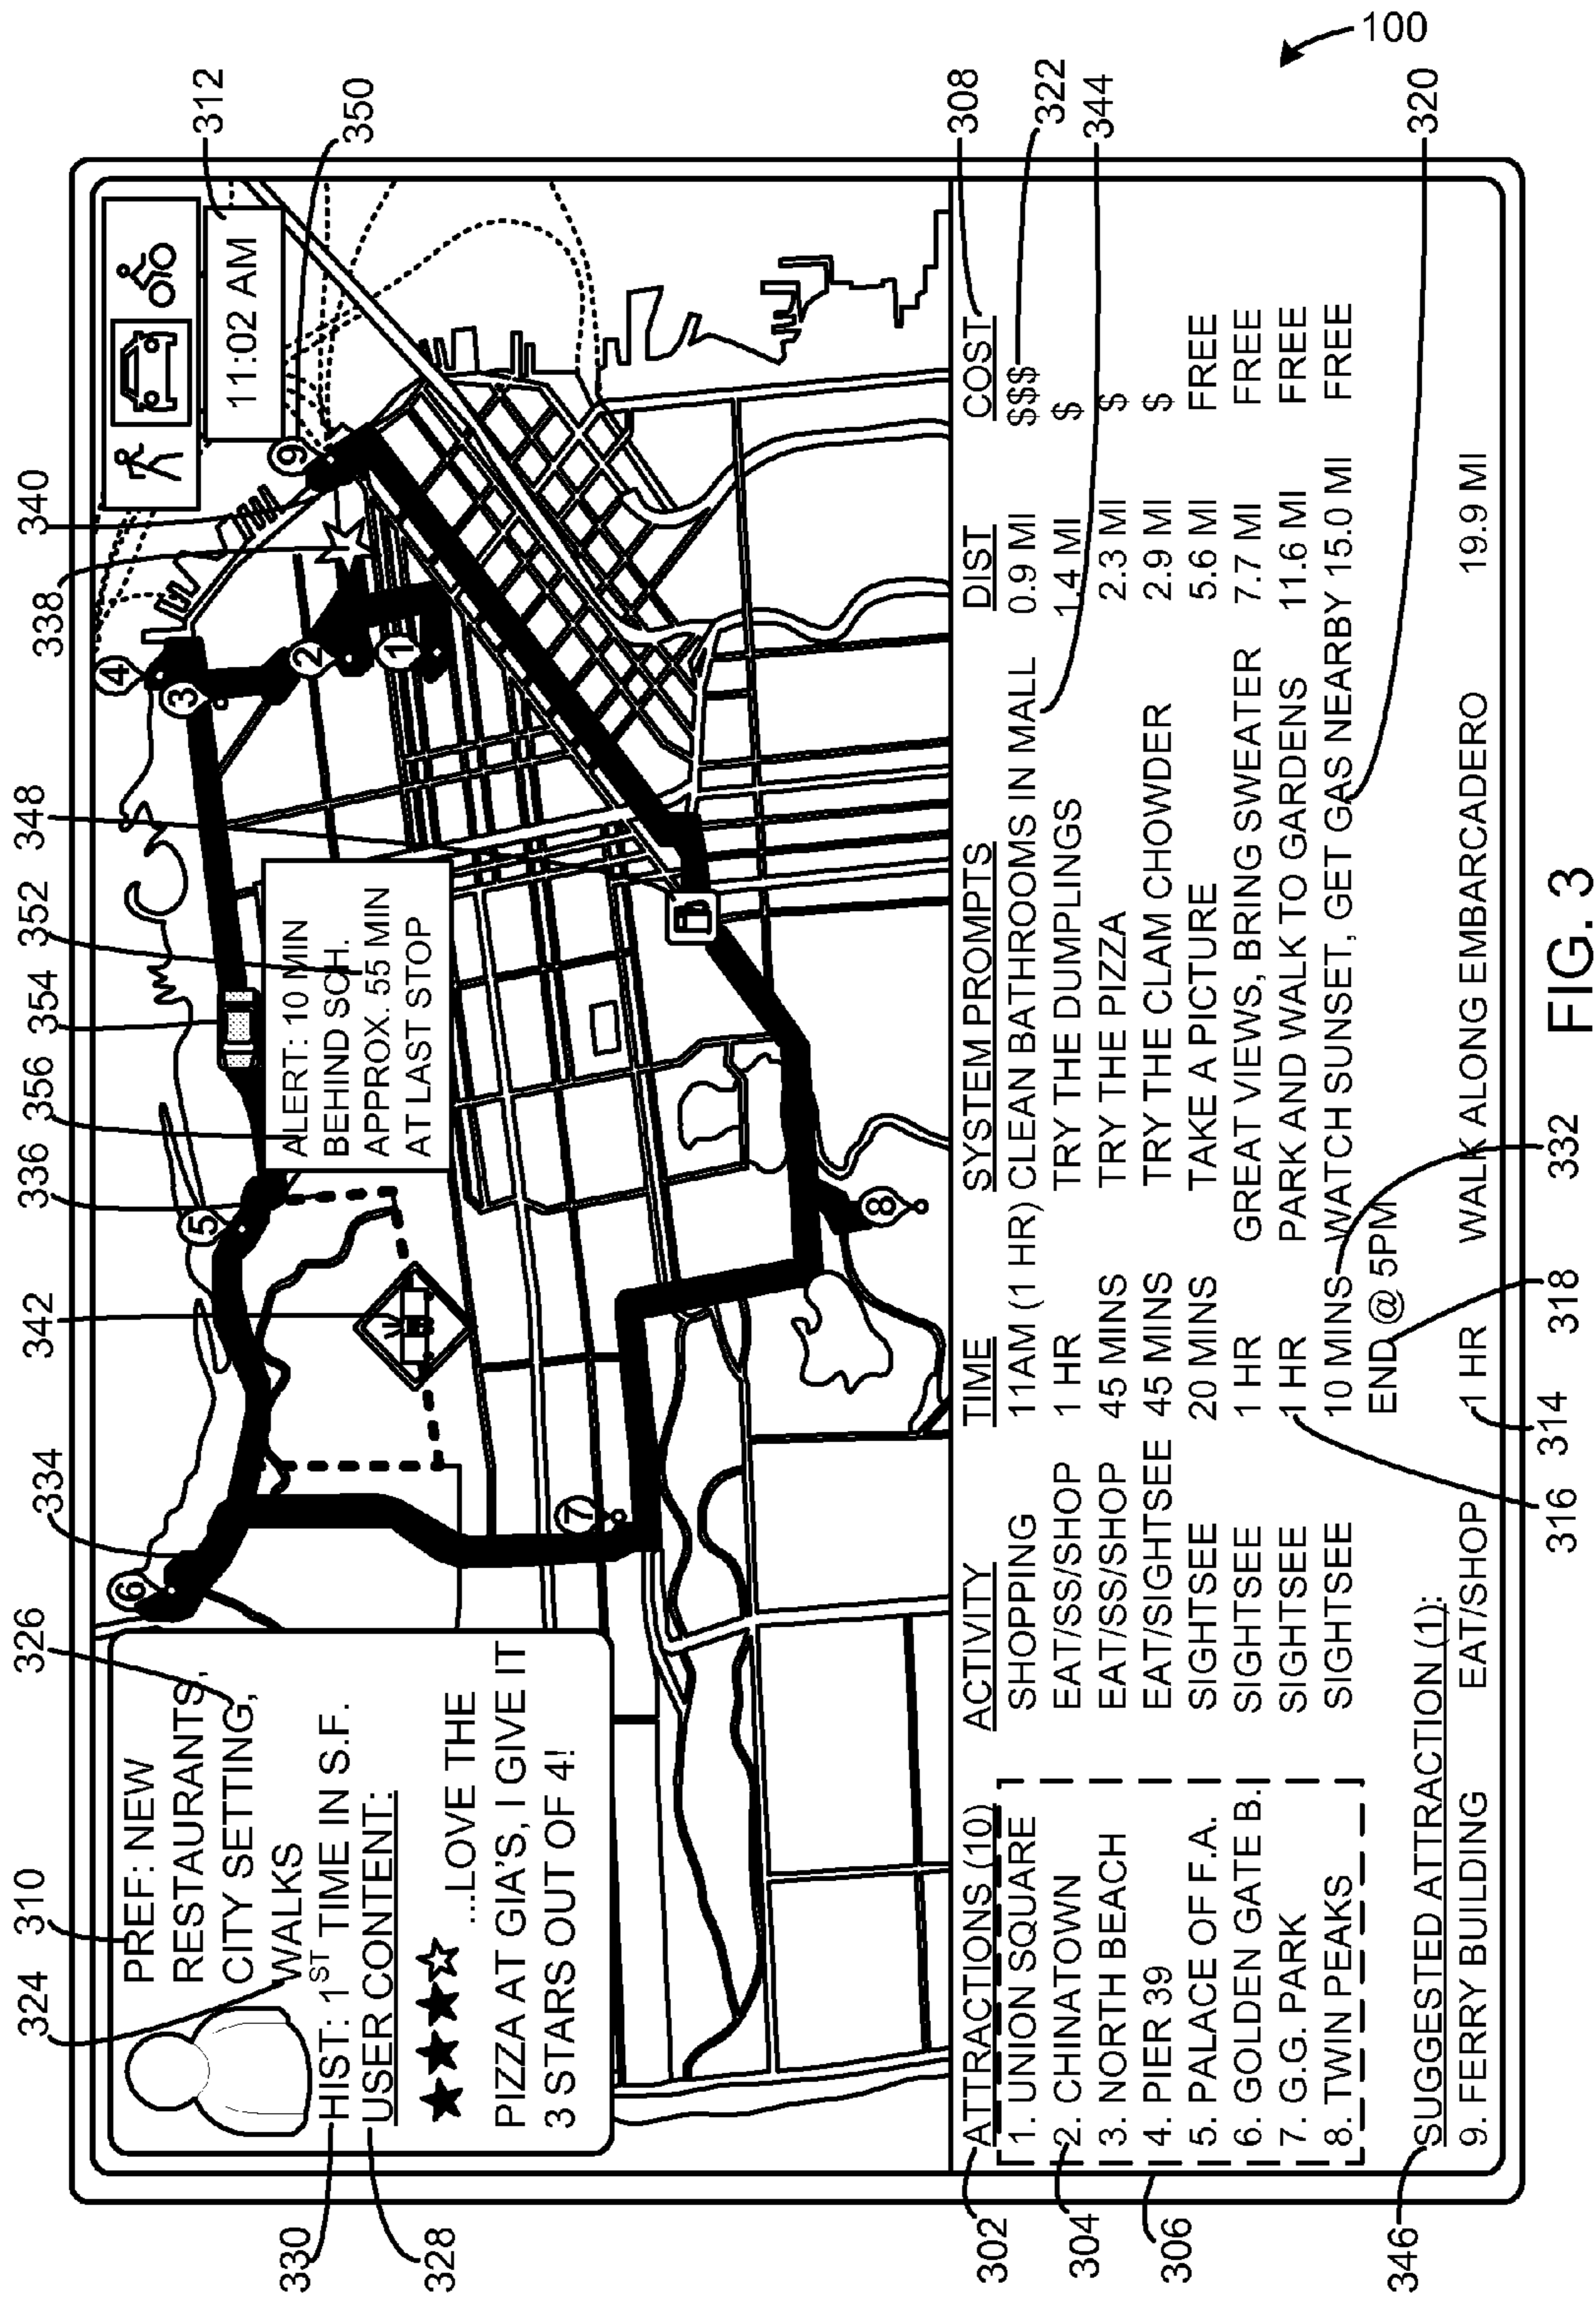 PREF: NEW
RESTAURANTS,
CITY SETTING,
WALKS
HIST: 1ST TIME IN S.F.
USER CONTENT:
...LOVE THE
PIZZA AT GIA'S, I GIVE IT
3 STARS OUT OF 4!
11:02 AM
ALERT: 10 MIN
BEHIND SCH.
APPROX. 55 MIN
AT LAST STOP
1
2
3
4
5
6
7
8
9
ATTRACTIONS (10) ACTIVITY TIME SYSTEM PROMPTS DIST COST
1. UNION SQUARE SHOPPING 11AM (1 HR) CLEAN BATHROOMS IN MALL 0.9 MI $$$
2. CHINATOWN EAT/SS/SHOP 1 HR TRY THE DUMPLINGS 1.4 MI $
3. NORTH BEACH EAT/SS/SHOP 45 MINS TRY THE PIZZA 2.3 MI $
4. PIER 39 EAT/SIGHTSEE 45 MINS TRY THE CLAM CHOWDER 2.9 MI $
5. PALACE OF F.A. SIGHTSEE 20 MINS TAKE A PICTURE 5.6 MI FREE
6. GOLDEN GATE B. SIGHTSEE 1 HR GREAT VIEWS, BRING SWEATER 7.7 MI FREE
7. G.G. PARK SIGHTSEE 1 HR PARK AND WALK TO GARDENS 11.6 MI FREE
8. TWIN PEAKS SIGHTSEE 10 MINS WATCH SUNSET, GET GAS NEARBY 15.0 MI FREE
END @ 5PM
SUGGESTED ATTRACTION (1):
9. FERRY BUILDING EAT/SHOP 1 HR WALK ALONG EMBARCADERO 19.9 MI
324
310
326
334
342
336
356
354
352
348
338
340
312
350
330
328
302
304
306
346
308
322
344
320
100
316
314
318
332
FIG. 3